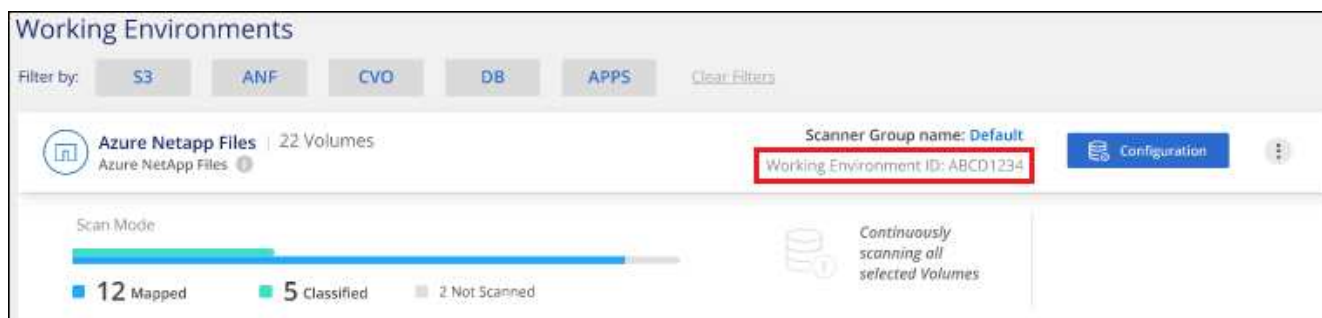 Working Environments
Filter by: S3 ANF CVO DB APPS Clear Filters
Azure Netapp Files | 22 Volumes
Azure NetApp Files
Scanner Group name: Default
Working Environment ID: ABCD1234
Configuration
Scan Mode
12 Mapped 5 Classified 2 Not Scanned
Continuously
scanning all
selected Volumes